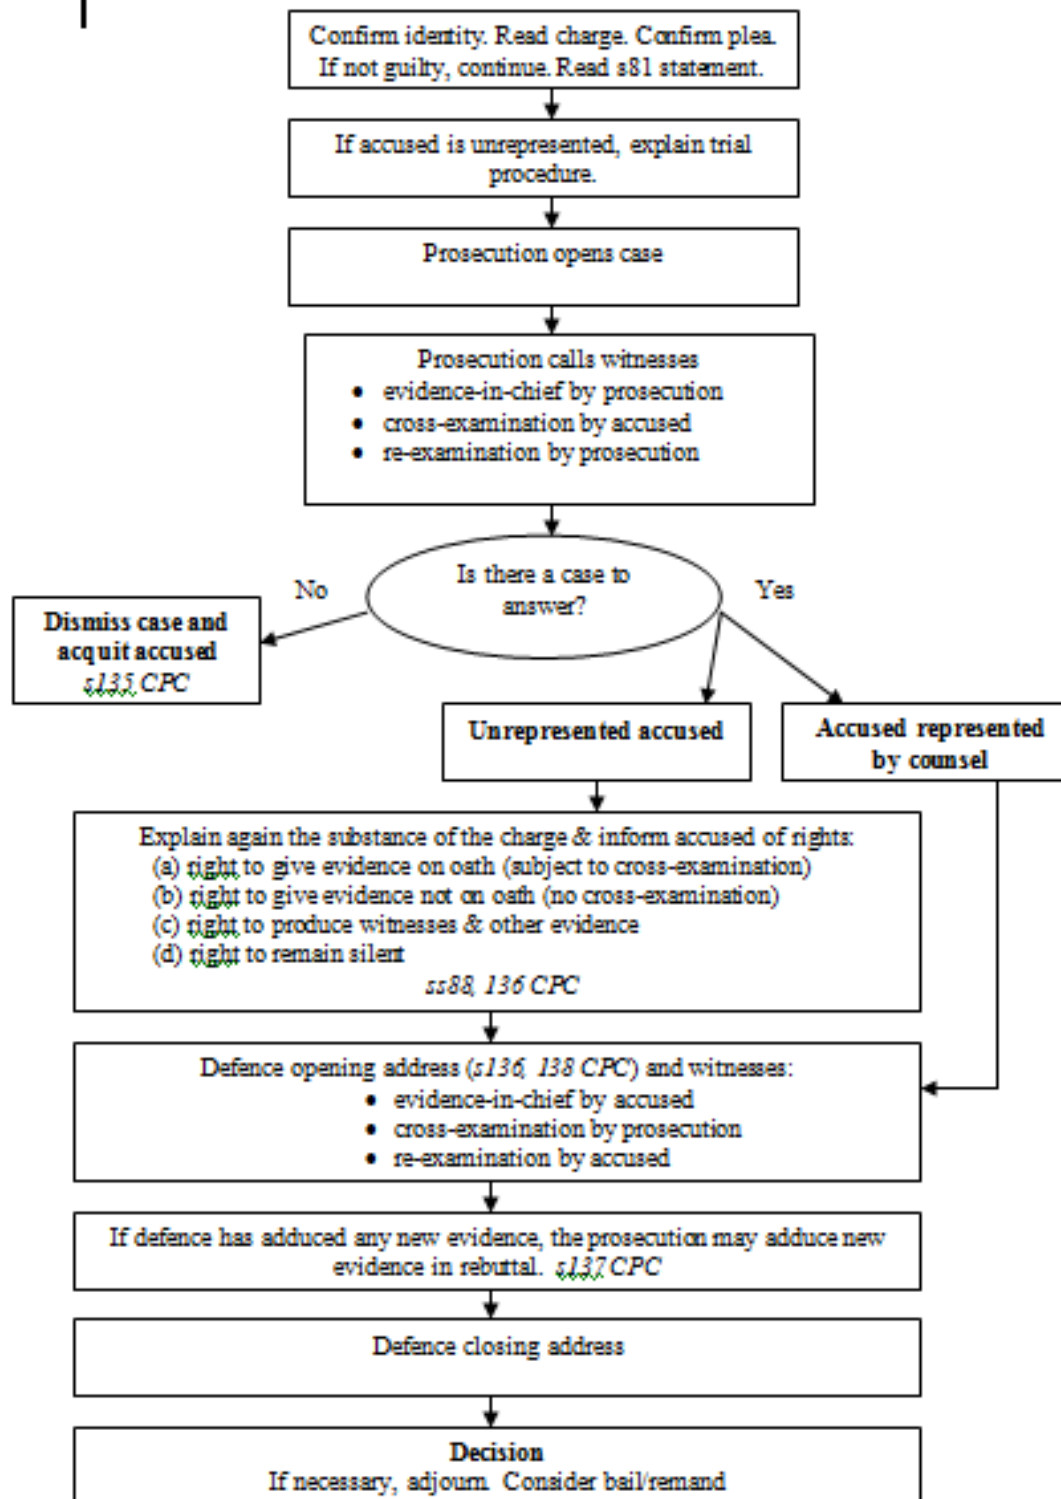 Confirm identity. Read charge. Confirm plea.
If not guilty, continue. Read s81 statement.
If accused is unrepresented, explain trial
procedure.
Prosecution opens case
Prosecution calls witnesses
• evidence-in-chief by prosecution
• cross-examination by accused
• re-examination by prosecution
Is there a case to
answer?
No
Yes
Dismiss case and
acquit accused
s135 CPC
Unrepresented accused
Accused represented
by counsel
Explain again the substance of the charge & inform accused of rights:
(a) right to give evidence on oath (subject to cross-examination)
(b) right to give evidence not on oath (no cross-examination)
(c) right to produce witnesses & other evidence
(d) right to remain silent
ss88, 136 CPC
Defence opening address (s136, 138 CPC) and witnesses:
• evidence-in-chief by accused
• cross-examination by prosecution
• re-examination by accused
If defence has adduced any new evidence, the prosecution may adduce new
evidence in rebuttal. s137 CPC
Defence closing address
Decision
If necessary, adjourn. Consider bail/remand